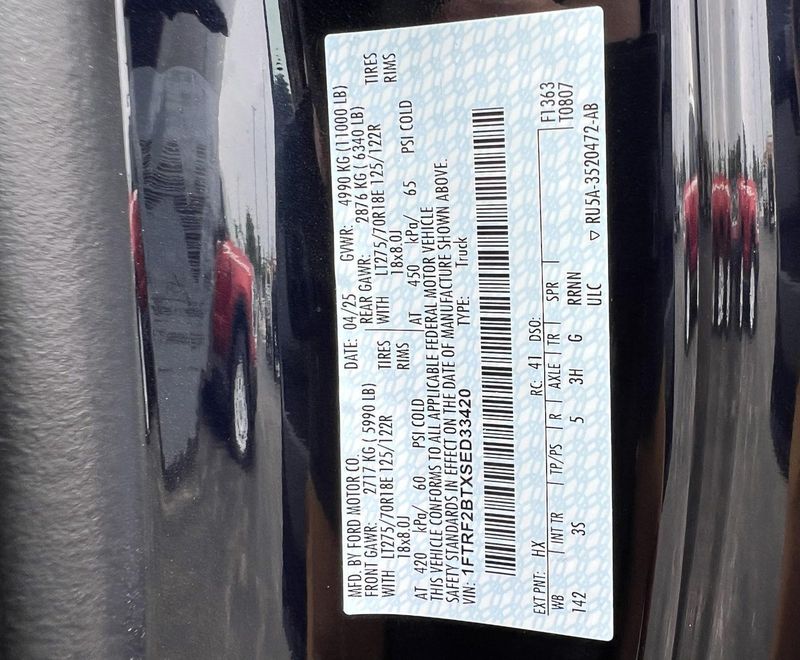 MFD. BY FORD MOTOR CO.
DATE: 04/25 GVWR: 4990 KG (11000 LB)
FRONT GAWR: 2717 KG ( 5990 LB) REAR GAWR: 2876 KG ( 6340 LB)
WITH LT275/70R18E 125/122R TIRES WITH LT275/70R18E 125/122R TIRES
18x8.0J RIMS 18x8.0J RIMS
AT 420 kPa/ 60 PSI COLD AT 450 kPa/ 65 PSI COLD
THIS VEHICLE CONFORMS TO ALL APPLICABLE FEDERAL MOTOR VEHICLE
SAFETY STANDARDS IN EFFECT ON THE DATE OF MANUFACTURE SHOWN ABOVE.
VIN: 1FTRF2BTXSED33420 TYPE: Truck
F1363
T0807
EXT PNT: HX RC: 41 DSO:
WB INT TR TP/PS R AXLE TR SPR
142 3S 5 3H G RRNN
ULC
▽ RU5A-3520472-AB